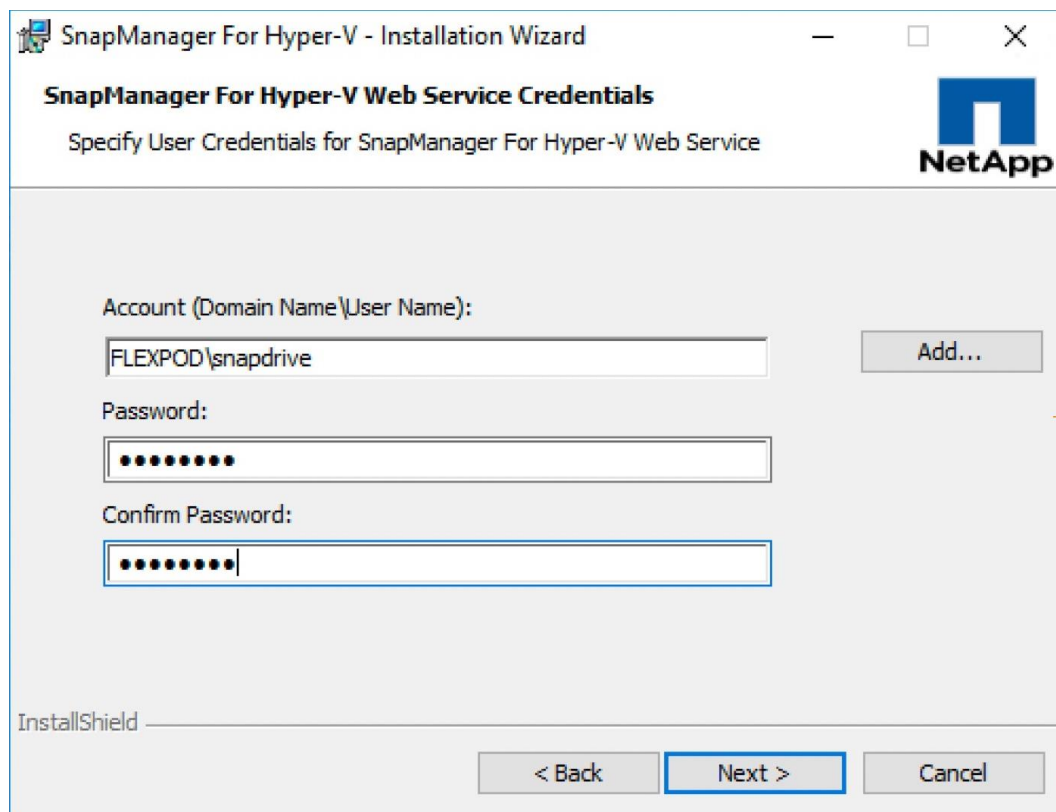 SnapManager For Hyper-V - Installation Wizard
SnapManager For Hyper-V Web Service Credentials
Specify User Credentials for SnapManager For Hyper-V Web Service
NetApp
Account (Domain Name\User Name):
FLEXPOD\snapdrive
Add...
Password:
●●●●●●●●
Confirm Password:
●●●●●●●●
InstallShield
< Back
Next >
Cancel